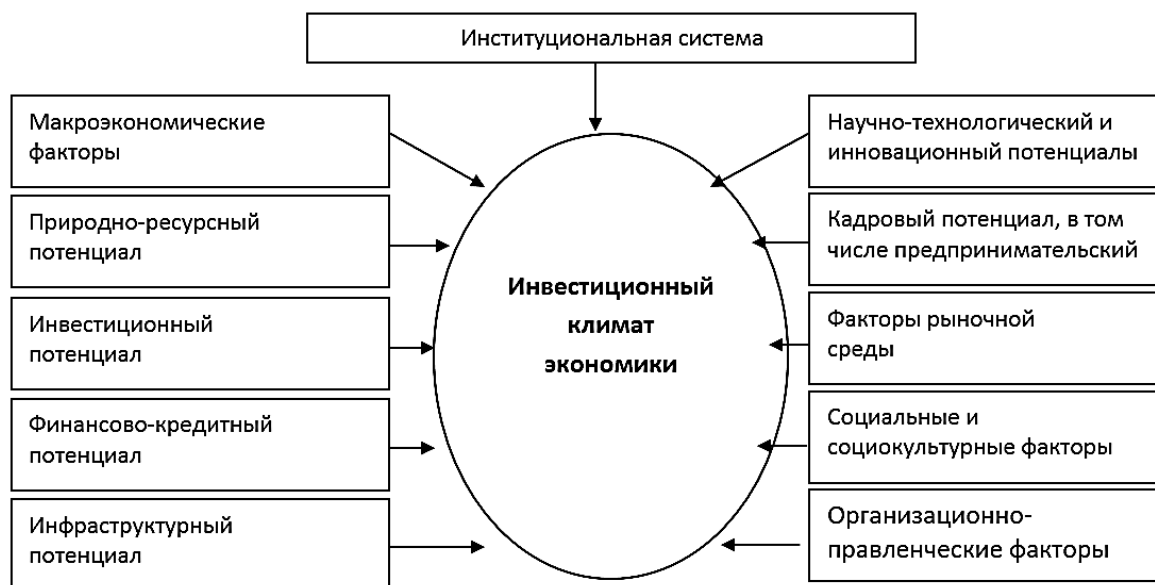 Институциональная система
Макроэкономические
факторы
Природно-ресурсный
потенциал
Инвестиционный
потенциал
Финансово-кредитный
потенциал
Инфраструктурный
потенциал
Инвестиционный
климат
экономики
Научно-технологический и
инновационный потенциалы
Кадровый потенциал, в том
числе предпринимательский
Факторы рыночной
среды
Социальные и
социокультурные факторы
Организационно-
правленческие факторы